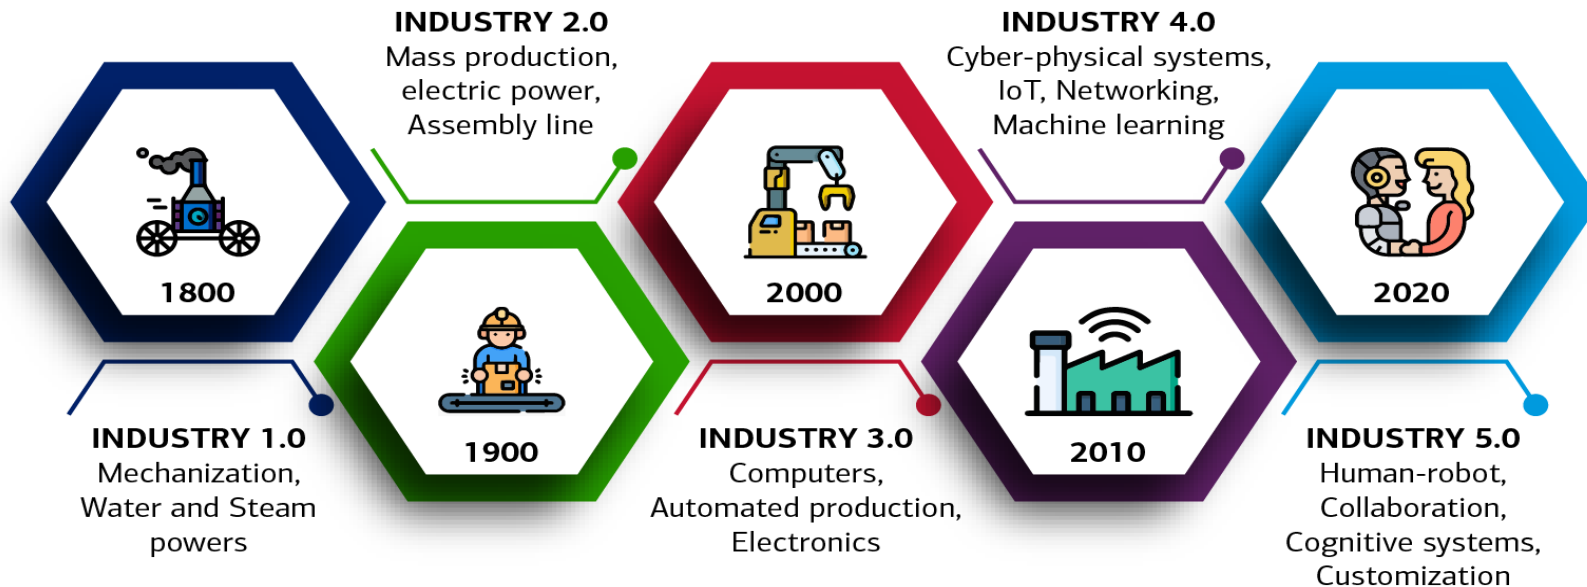 INDUSTRY 1.0
Mechanization,
Water and Steam
powers
1800
INDUSTRY 2.0
Mass production,
electric power,
Assembly line
1900
INDUSTRY 3.0
Computers,
Automated production,
Electronics
2000
INDUSTRY 4.0
Cyber-physical systems,
IoT, Networking,
Machine learning
2010
INDUSTRY 5.0
Human-robot,
Collaboration,
Cognitive systems,
Customization
2020